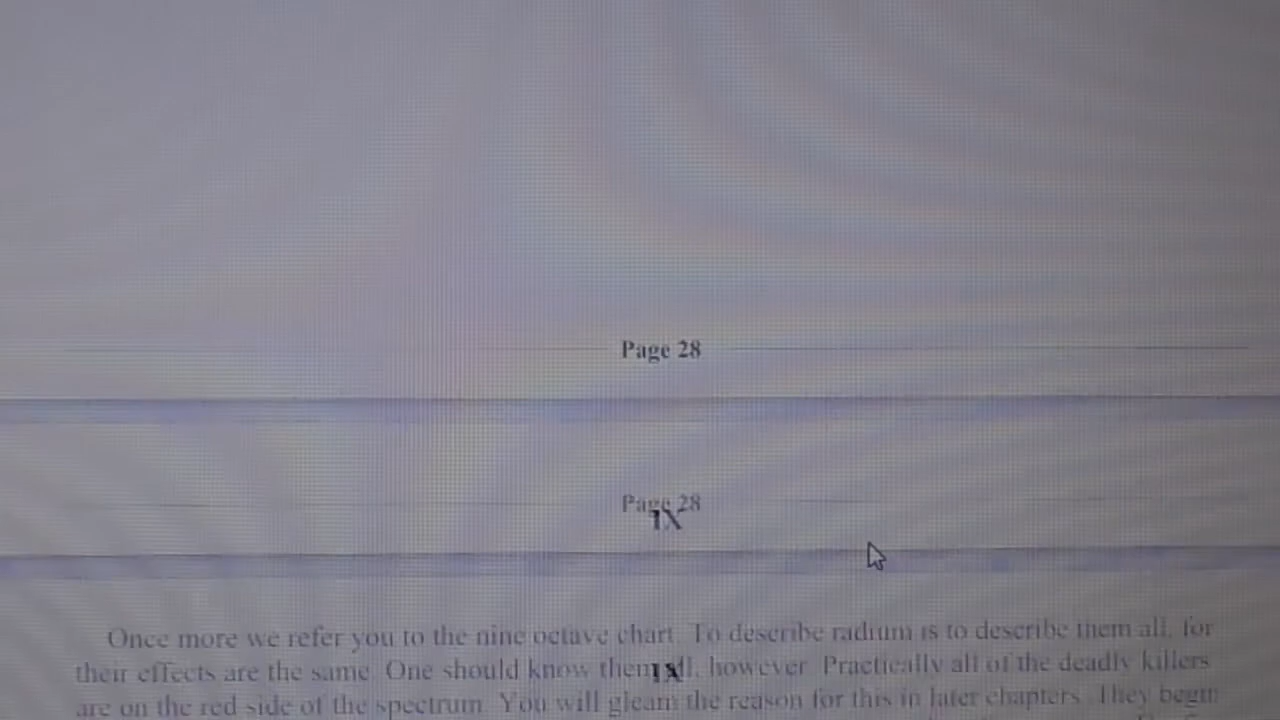 Page 28
Page 28
IX
Once more we refer you to the nine octave chart. To describe radium is to describe them all, for
their effects are the same. One should know them all, however. Practically all of the deadly killers
are on the red side of the spectrum. You will gleam the reason for this in later chapters. They begin